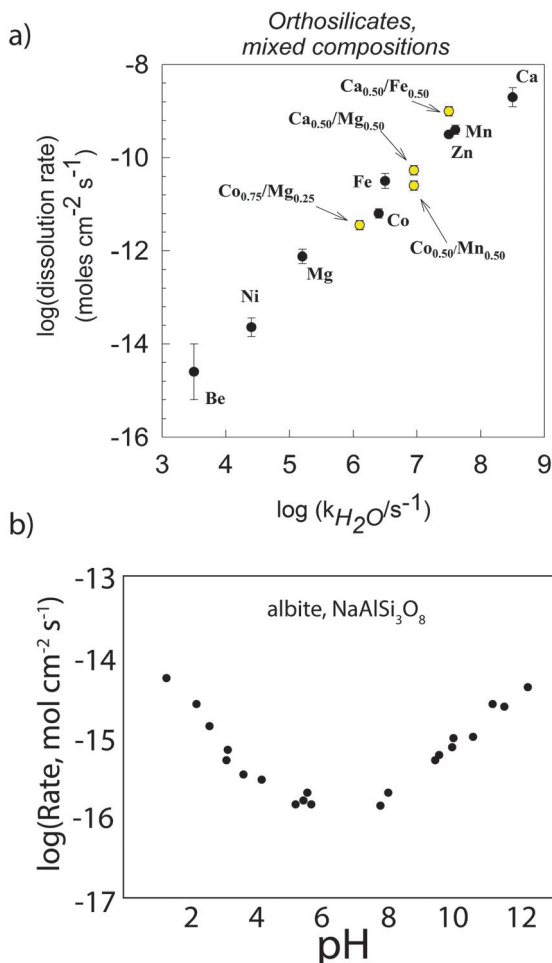 a)
Orthosilicates,
mixed compositions
log(dissolution rate)
(moles cm⁻² s⁻¹)
-8
-10
-12
-14
-16
Ca
Ca0.50/Fe0.50
Ca0.50/Mg0.50
Mn
Zn
Fe
Co0.75/Mg0.25
Co
Co0.50/Mn0.50
Mg
Ni
Be
3 4 5 6 7 8 9
log (kH2O/s⁻¹)
b)
log(Rate, mol cm⁻² s⁻¹)
-13
-14
-15
-16
-17
albite, NaAlSi3O8
2 4 6 8 10 12
pH